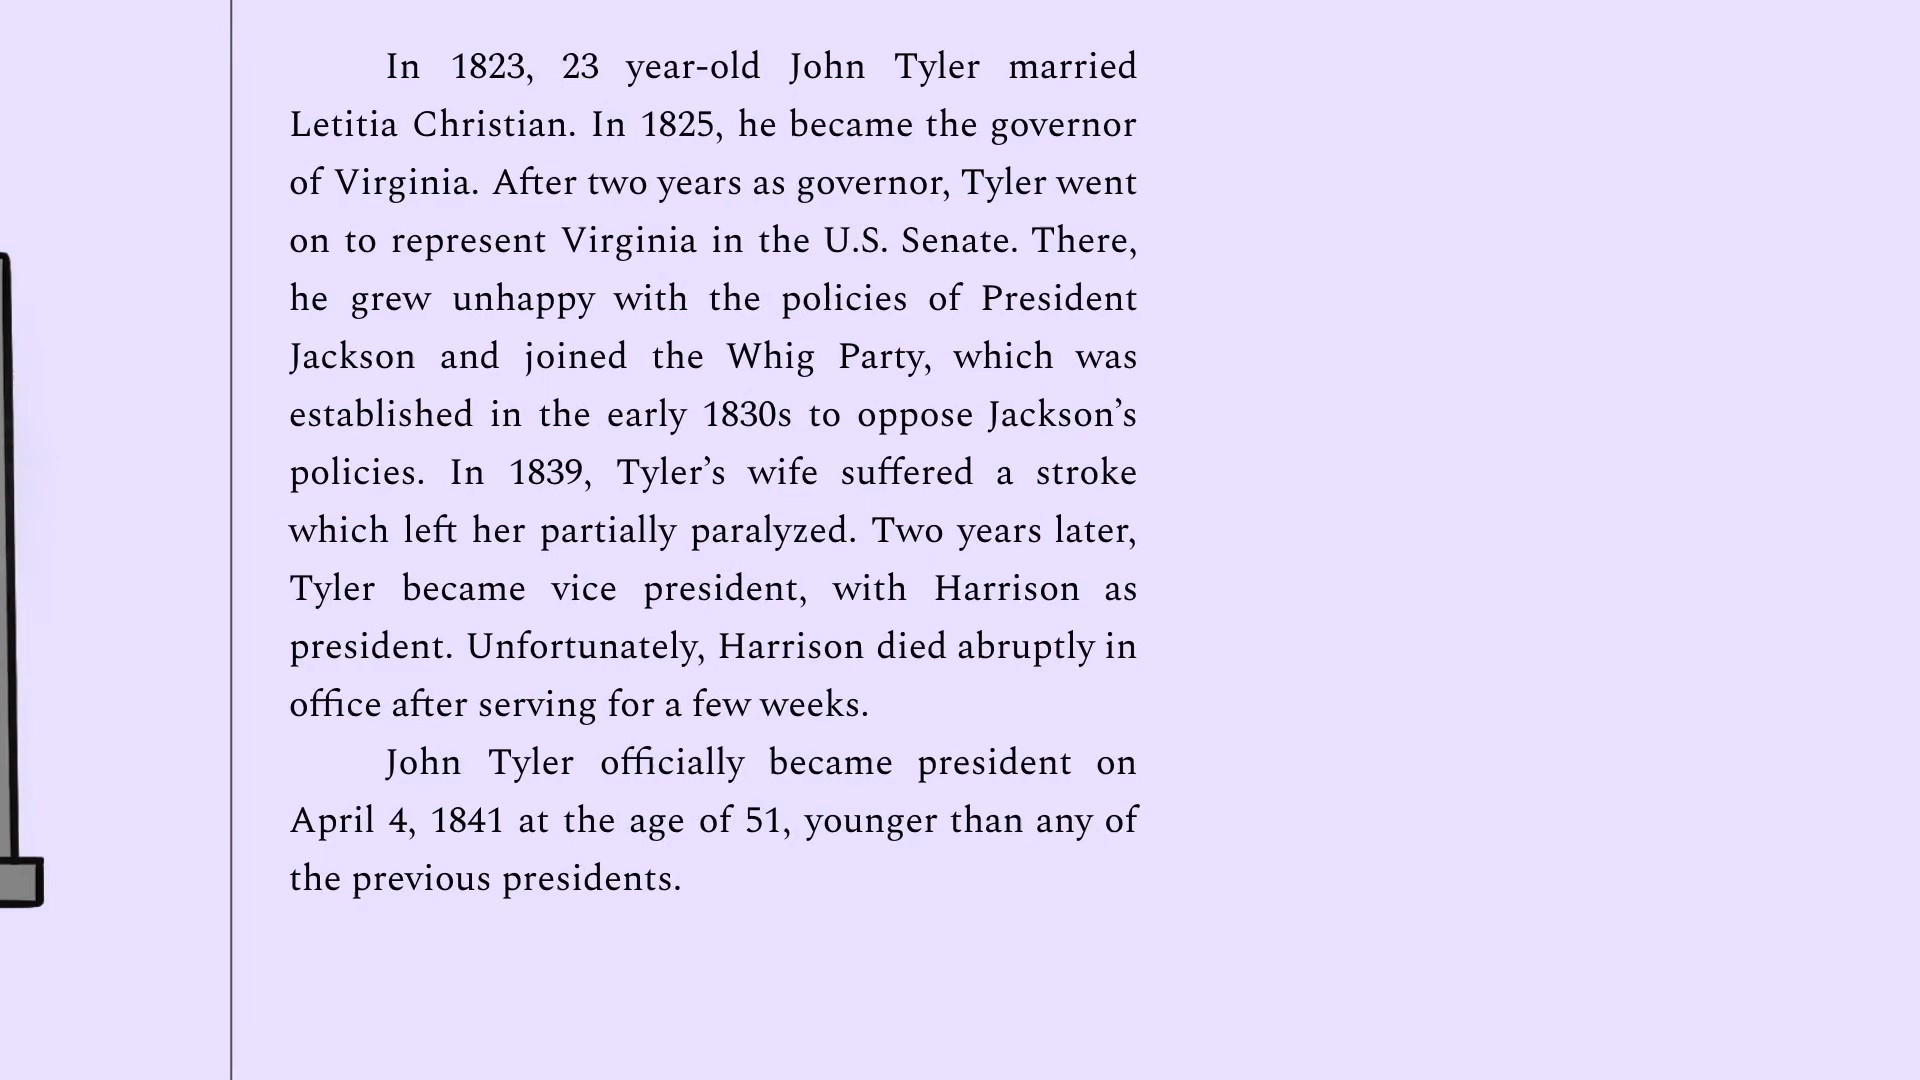 In 1823, 23 year-old John Tyler married
Letitia Christian. In 1825, he became the governor
of Virginia. After two years as governor, Tyler went
on to represent Virginia in the U.S. Senate. There,
he grew unhappy with the policies of President
Jackson and joined the Whig Party, which was
established in the early 1830s to oppose Jackson’s
policies. In 1839, Tyler’s wife suffered a stroke
which left her partially paralyzed. Two years later,
Tyler became vice president, with Harrison as
president. Unfortunately, Harrison died abruptly in
office after serving for a few weeks.
John Tyler officially became president on
April 4, 1841 at the age of 51, younger than any of
the previous presidents.